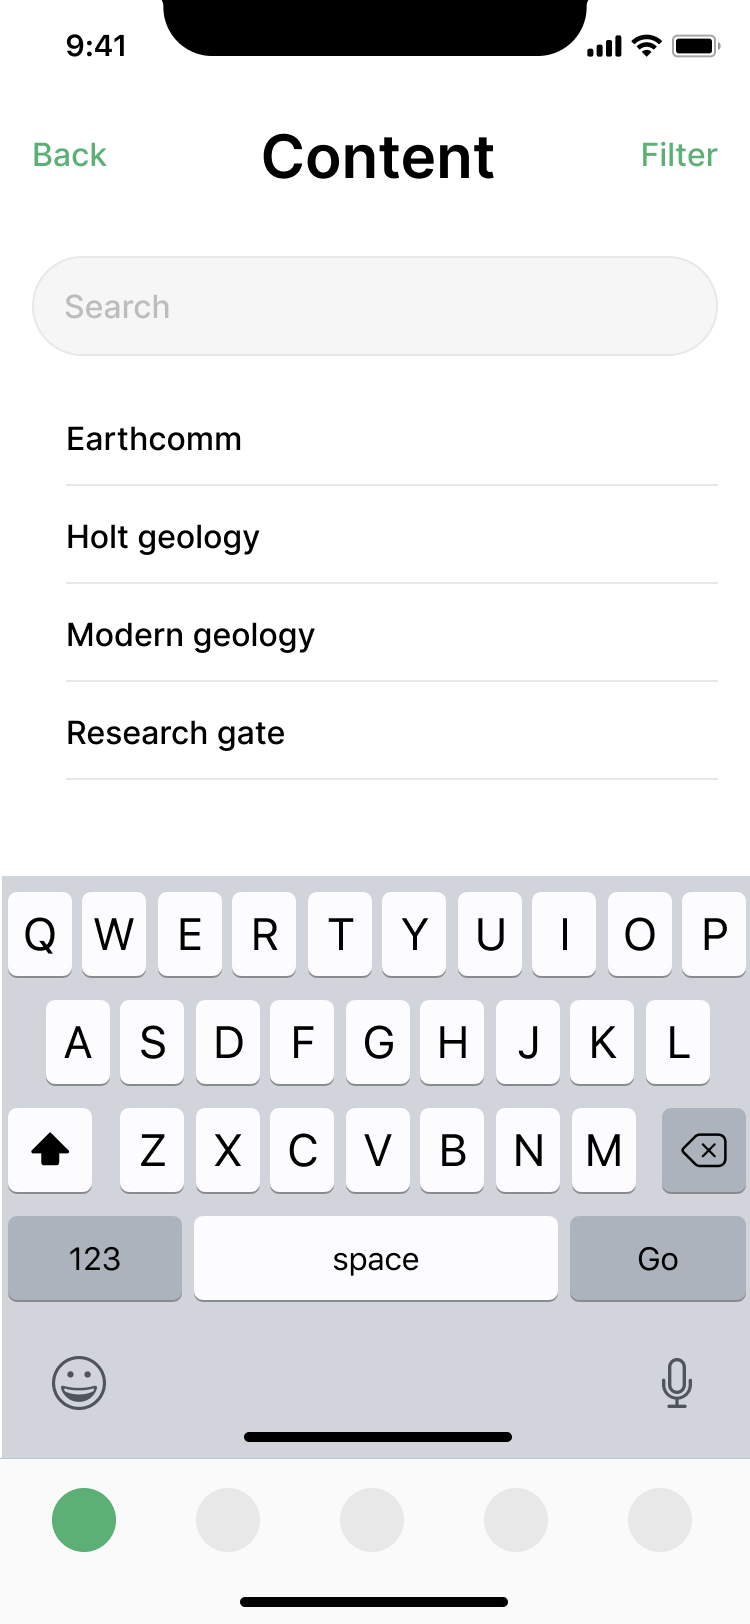 9:41
Back Content Filter
Search
Earthcomm
Holt geology
Modern geology
Research gate
Q W E R T Y U I O P
A S D F G H J K L
Z X C V B N M
123 space Go